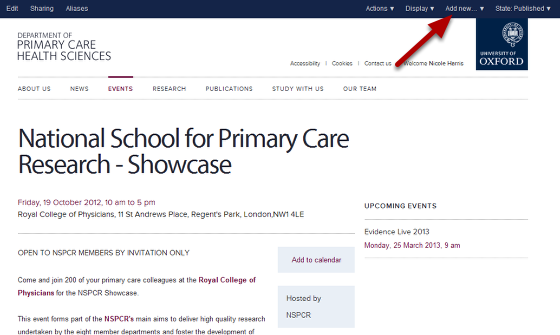 Edit Sharing Aliases Actions ▼ Display ▼ Add new... ▼ State: Published ▼
DEPARTMENT OF
PRIMARY CARE
HEALTH SCIENCES
UNIVERSITY OF
OXFORD
Accessibility | Cookies | Contact us Welcome Nicole Harris
ABOUT US NEWS EVENTS RESEARCH PUBLICATIONS STUDY WITH US OUR TEAM
National School for Primary Care
Research - Showcase
Friday, 19 October 2012, 10 am to 5 pm
Royal College of Physicians, 11 St Andrews Place, Regent's Park, London,NW1 4LE
UPCOMING EVENTS
Evidence Live 2013
Monday, 25 March 2013, 9 am
OPEN TO NSPCR MEMBERS BY INVITATION ONLY
Add to calendar
Come and join 200 of your primary care colleagues at the Royal College of
Physicians for the NSPCR Showcase.
Hosted by
NSPCR
This event forms part of the NSPCR's main aims to deliver high quality research
undertaken by the eight member departments and foster the development of